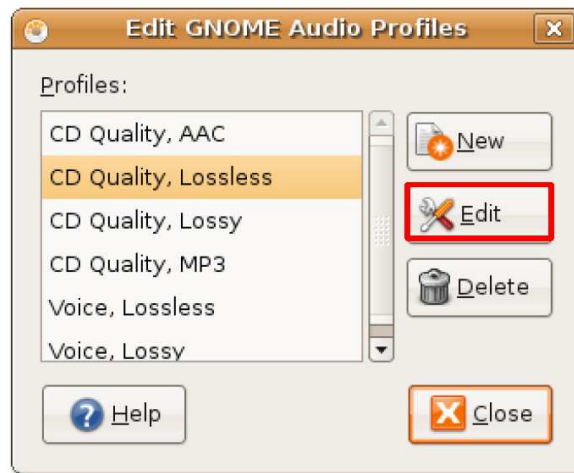 Edit GNOME Audio Profiles
Profiles:
CD Quality, AAC
CD Quality, Lossless
CD Quality, Lossy
CD Quality, MP3
Voice, Lossless
Voice, Lossy
New
Edit
Delete
Help
Close